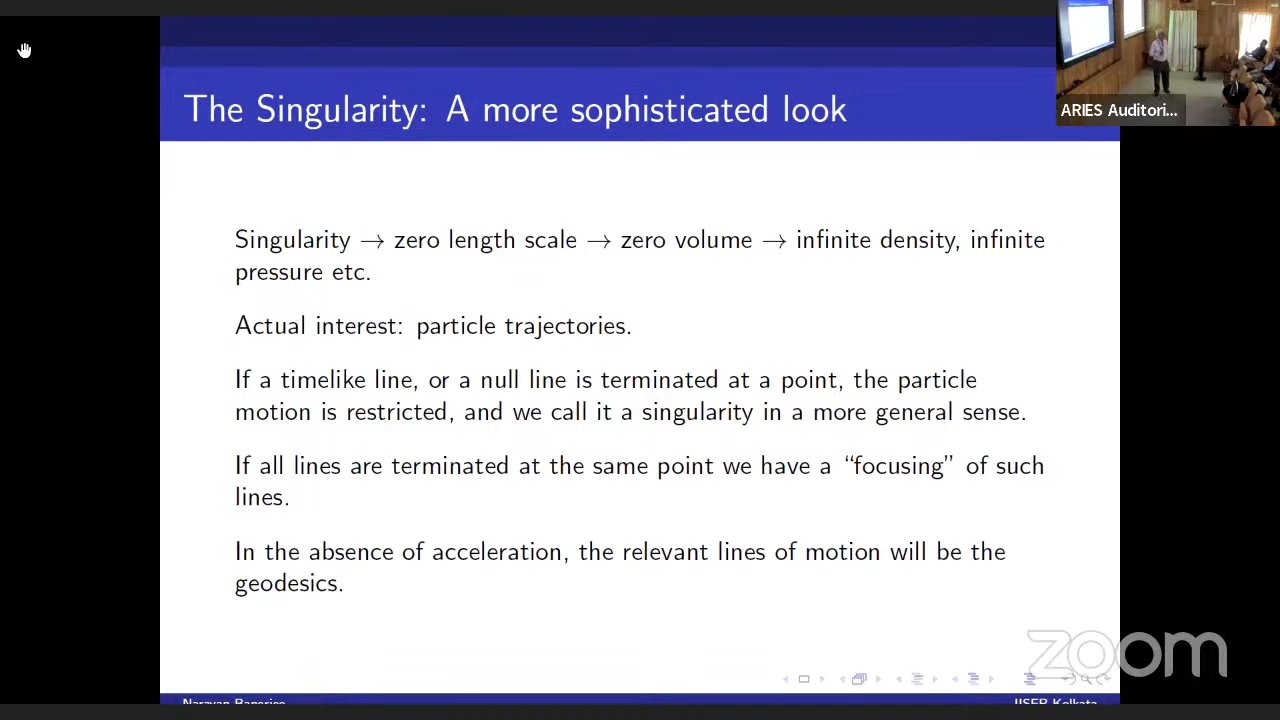 The Singularity: A more sophisticated look
ARIES Auditori...
Singularity → zero length scale → zero volume → infinite density, infinite
pressure etc.
Actual interest: particle trajectories.
If a timelike line, or a null line is terminated at a point, the particle
motion is restricted, and we call it a singularity in a more general sense.
If all lines are terminated at the same point we have a “focusing” of such
lines.
In the absence of acceleration, the relevant lines of motion will be the
geodesics.
zoom
Narayan Banerjee
IISER Kolkata